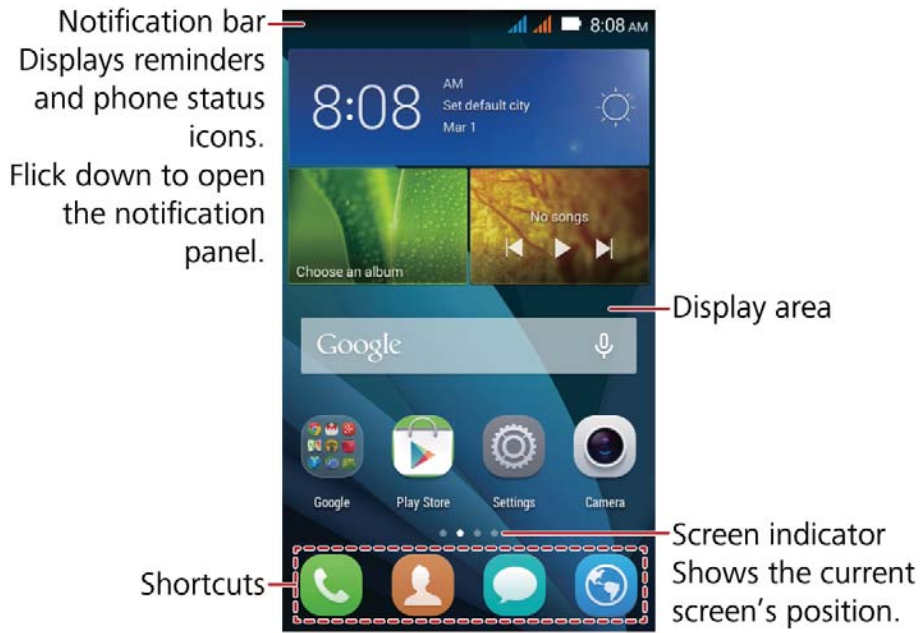 Notification bar
Displays reminders
and phone status
icons.
Flick down to open
the notification
panel.
8:08 AM
8:08
AM
Set default city
Mar 1
Choose an album
No songs
Display area
Google
Google
Play Store
Settings
Camera
Screen indicator
Shows the current
screen's position.
Shortcuts